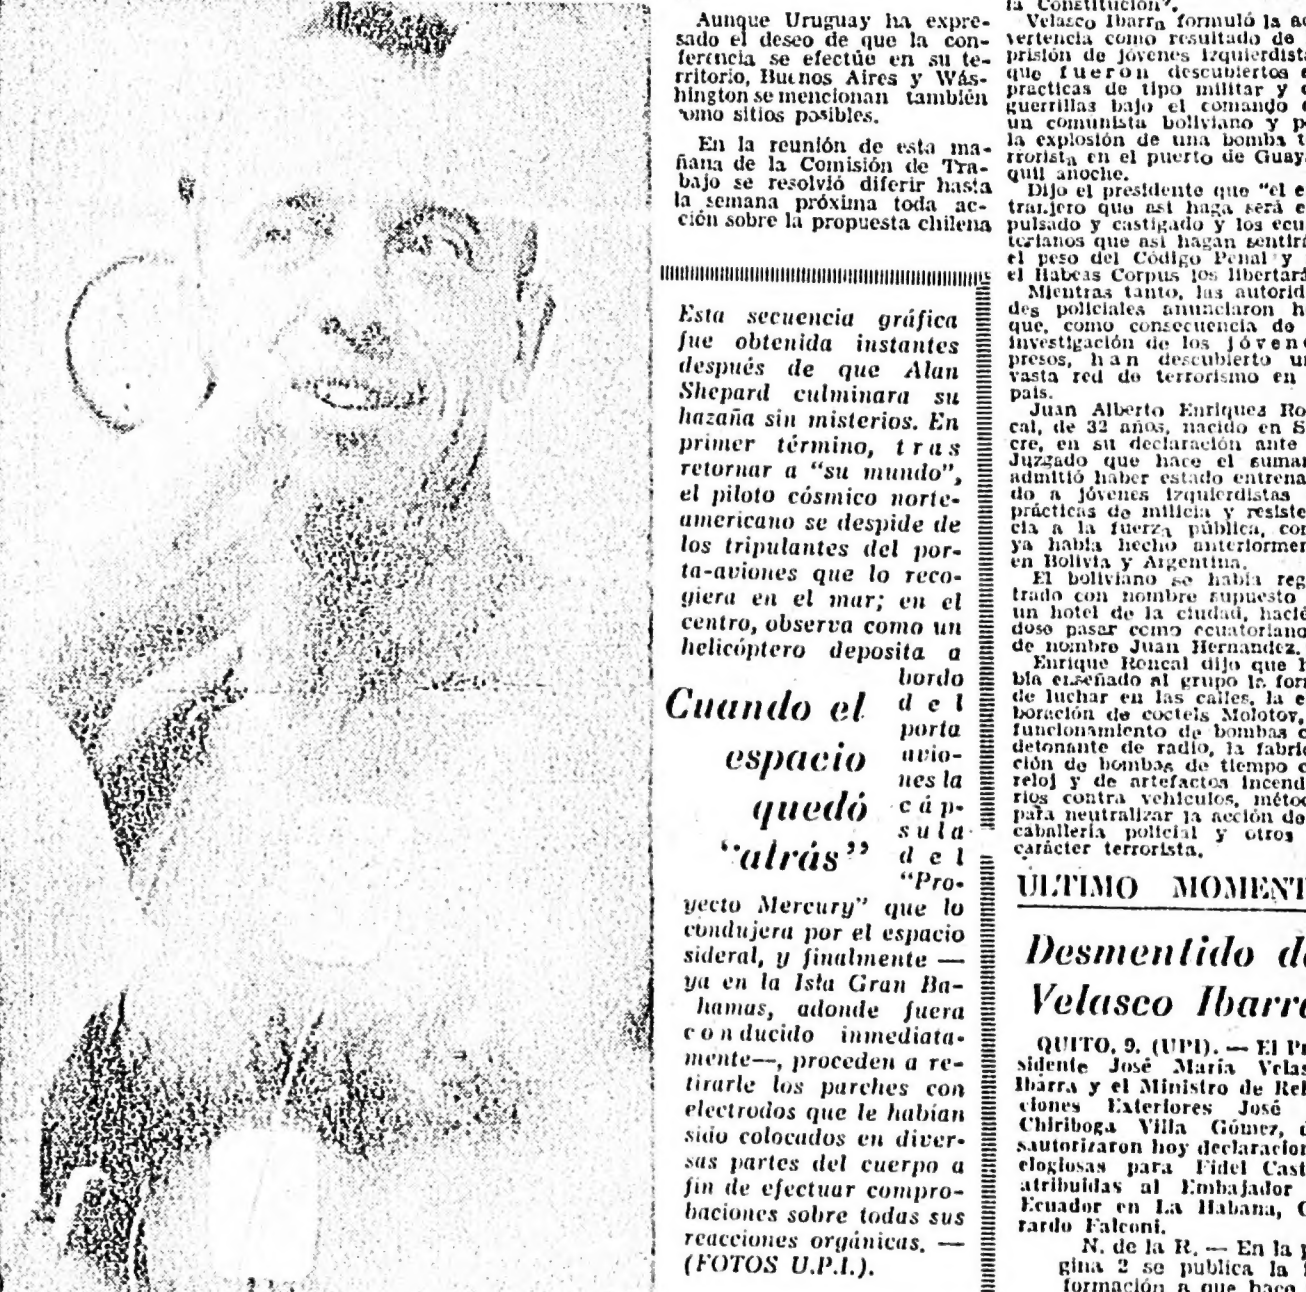 Aunque Uruguay ha expre-
sado el deseo de que la con-
ferencia se efectúe en su te-
rritorio, Buenos Aires y Wás-
hington se mencionan también
como sitios posibles.
En la reunión de esta ma-
ñana de la Comisión de Tra-
bajo se resolvió diferir hasta
la semana próxima toda ac-
ción sobre la propuesta chilena
Esta secuencia gráfica
fue obtenida instantes
después de que Alan
Shepard culminara su
hazaña sin misterios. En
primer término, tras
retornar a "su mundo",
el piloto cósmico norte-
americano se despide de
los tripulantes del por-
ta-aviones que lo reco-
giera en el mar; en el
centro, observa como un
helicóptero deposita a
bordo
del
porta
avio-
nes la
cáp-
sula
del
"Pro-
Cuando el
espacio
quedó
"atrás"
yecto Mercury" que lo
condujera por el espacio
sideral, y finalmente —
ya en la Isla Gran Ba-
hamas, adonde fuera
conducido inmediata-
mente—, proceden a re-
tirarle los parches con
electrodos que le habían
sido colocados en diver-
sas partes del cuerpo a
fin de efectuar compro-
baciones sobre todas sus
reacciones orgánicas. —
(FOTOS U.P.I.).
la Constitución".
Velasco Ibarra formuló la
vertencia como resultado de
prisión de jóvenes izquierdist
que fueron descubiertos
prácticas de tipo militar y
guerrillas bajo el comando
un comunista boliviano y
la explosión de una bomba t
rrorista en el puerto de Guay
quil anoche.
Dijo el presidente que "el e
tranjero que así haga será e
pulsado y castigado y los ecu
torianos que así hagan sentir
el peso del Código Penal y
el Habeas Corpus los libertar
Mientras tanto, las autorid
des policiales anunciaron h
que, como consecuencia de
investigación de los jóven
presos, han descubierto u
vasta red de terrorismo en
país.
Juan Alberto Enriquez Ro
cal, de 32 años, nacido en S
cre, en su declaración ante
Juzgado que hace el sumar
admitió haber estado entrena
do a jóvenes izquierdistas
prácticas de milicia y resiste
cia a la fuerza pública, co
ya había hecho anteriormen
en Bolivia y Argentina.
El boliviano se había reg
trado con nombre supuesto
un hotel de la ciudad, hacié
dose pasar como ecuatoriano
de nombre Juan Hernandez.
Enrique Roncal dijo que h
bía enseñado al grupo la for
de luchar en las calles, la e
boración de cocteis Molotov,
funcionamiento de bombas c
detonante de radio, la fabric
ción de bombas de tiempo c
reloj y de artefactos incend
rios contra vehículos, métod
para neutralizar la acción de
caballería policial y otros
carácter terrorista.
ULTIMO MOMENT
Desmentido d
Velasco Ibarr
QUITO, 9. (UPI). — El P
sidente José María Velas
Ibarra y el Ministro de Rel
ciones Exteriores José
Chiriboga Villa Gómez, d
sautorizaron hoy declaracion
elogiosas para Fidel Cast
atribuidas al Embajador
Ecuador en La Habana, G
rardo Falconi.
N. de la R. — En la p
gina 2 se publica la
formación a que hace